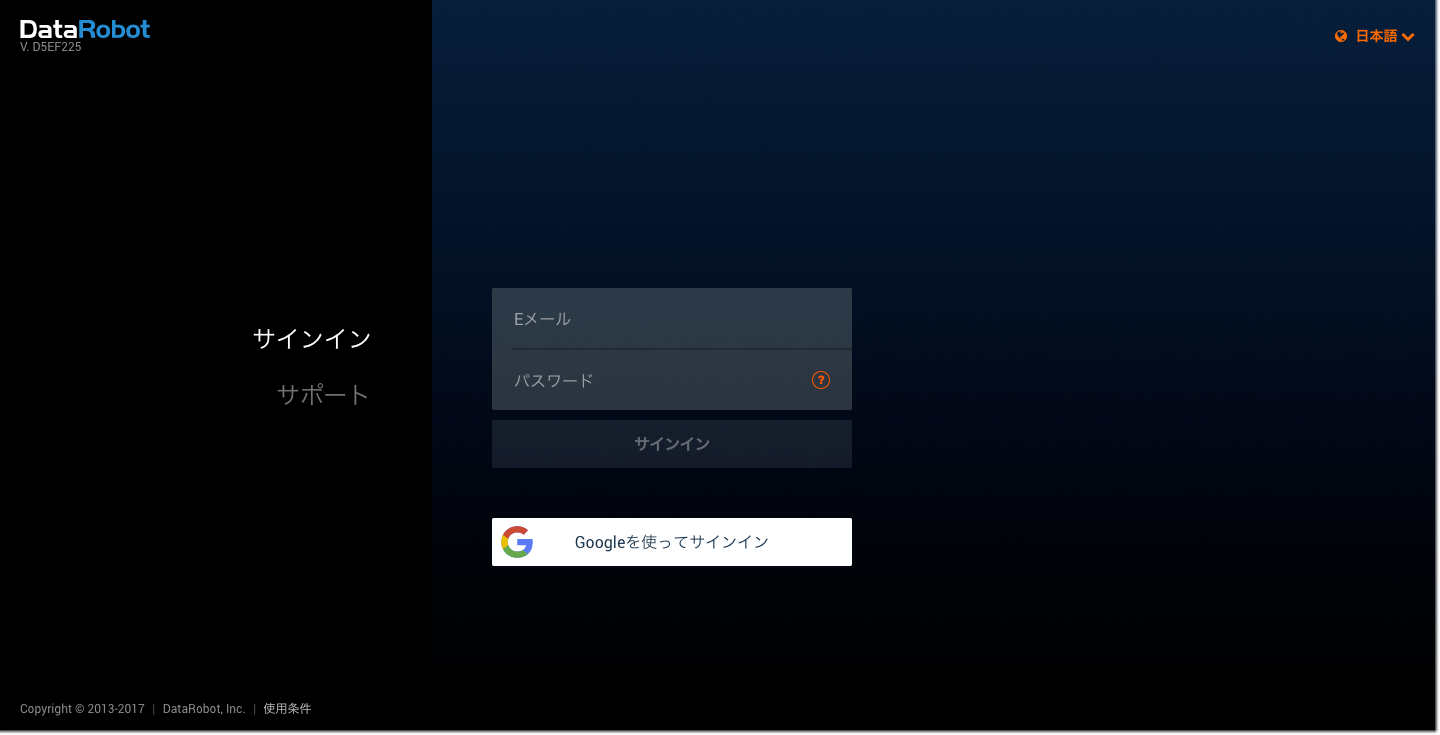 DataRobot
V. D5EF225
日本語
サインイン
サポート
Eメール
パスワード
?
サインイン
Googleを使ってサインイン
Copyright © 2013-2017 | DataRobot, Inc. | 使用条件